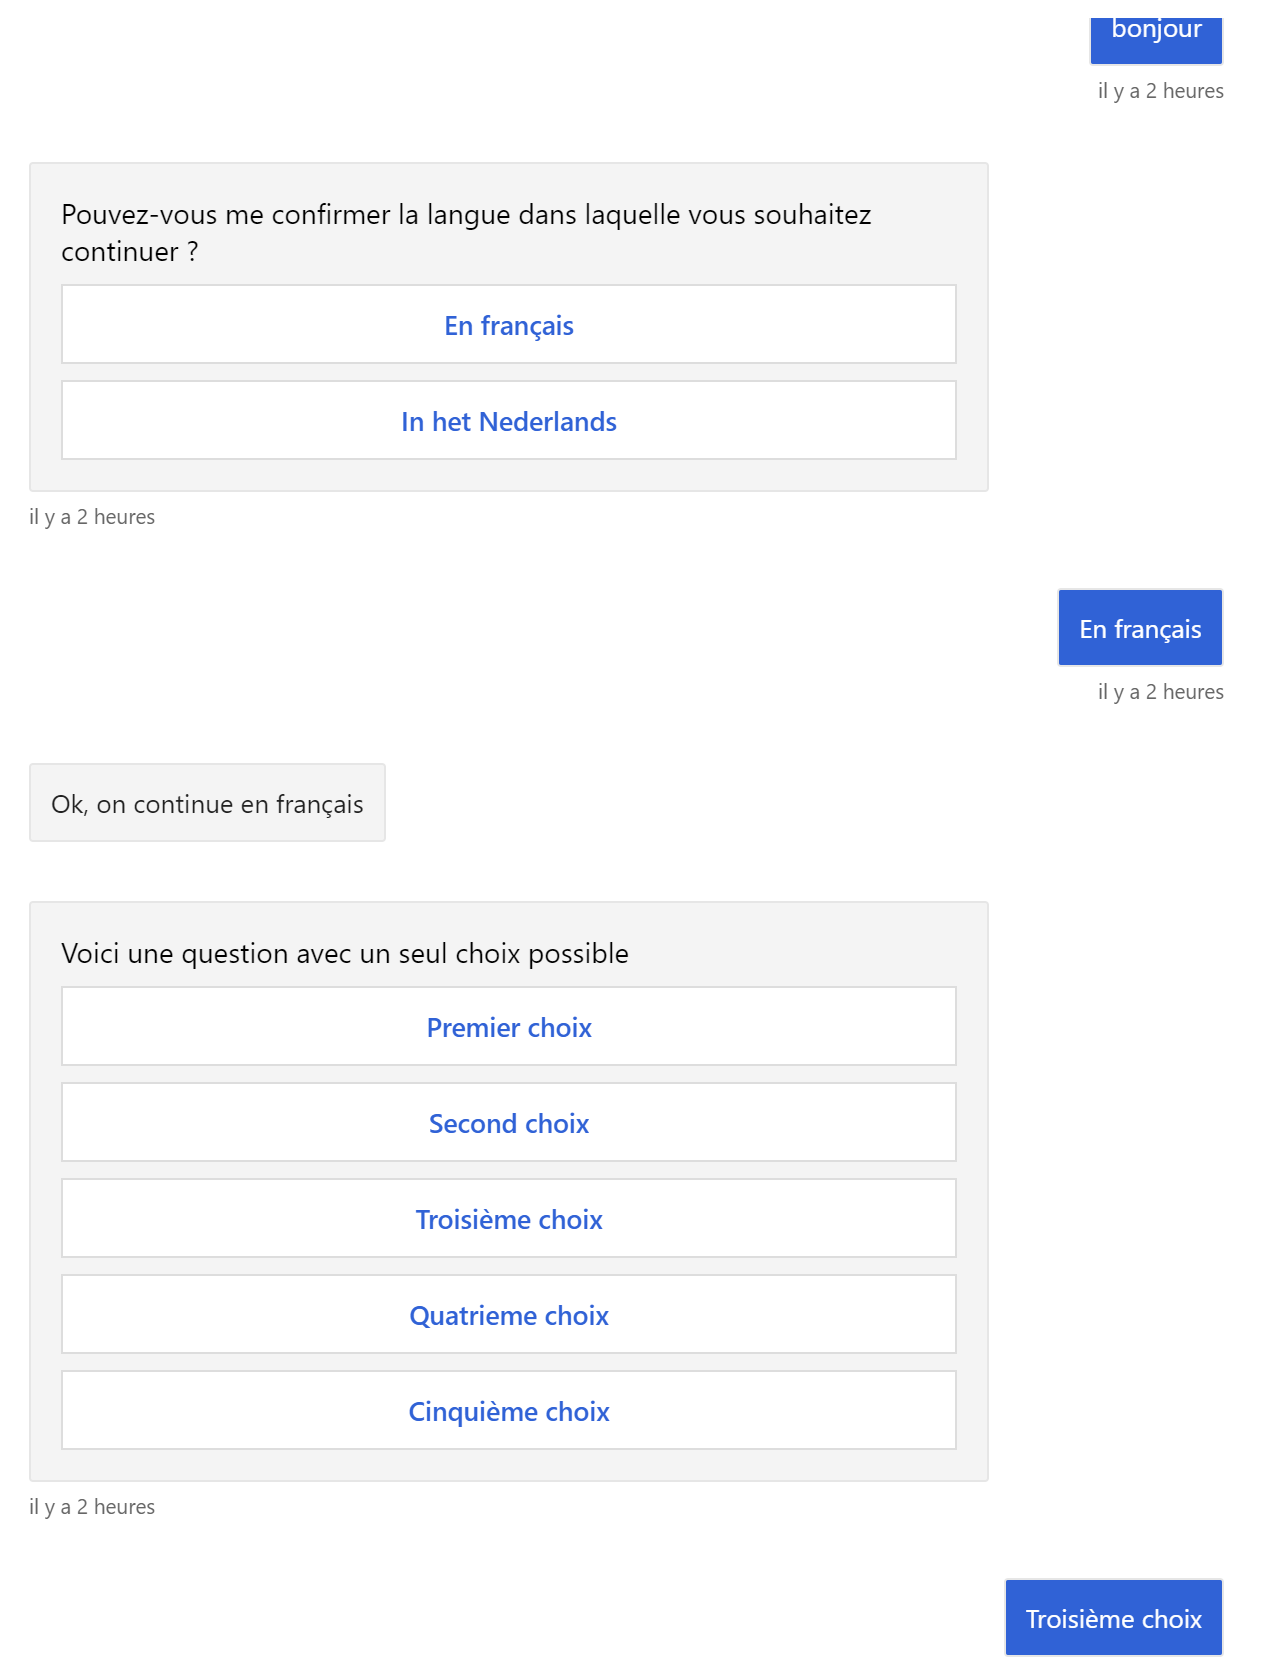 bonjour
il y a 2 heures
Pouvez-vous me confirmer la langue dans laquelle vous souhaitez
continuer ?
En français
In het Nederlands
il y a 2 heures
En français
il y a 2 heures
Ok, on continue en français
Voici une question avec un seul choix possible
Premier choix
Second choix
Troisième choix
Quatrieme choix
Cinquième choix
il y a 2 heures
Troisième choix